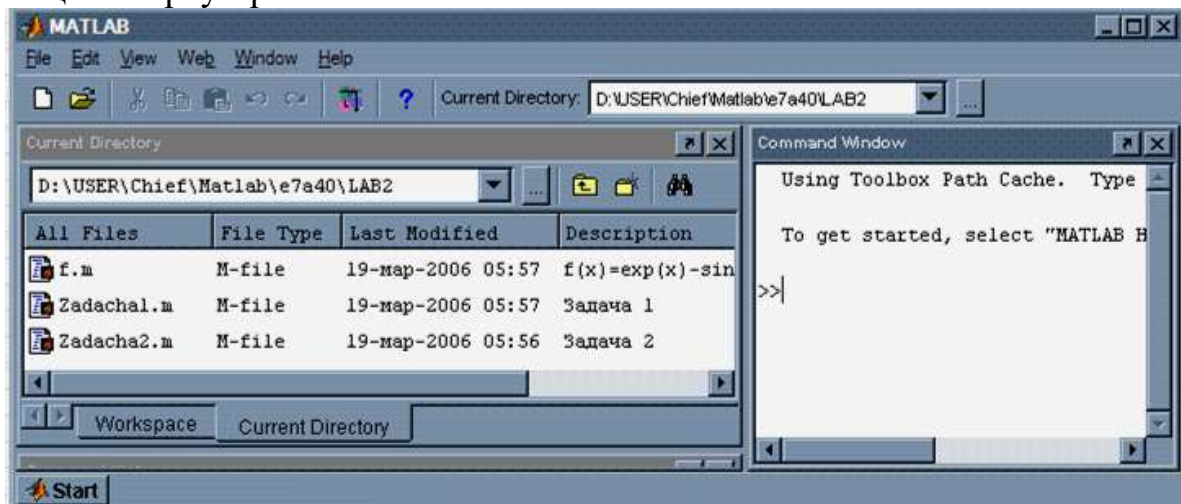 MATLAB
File Edit View Web Window Help
? Current Directory: D:\USER\Chief\Matlab\e7a40\LAB2 ...
Current Directory
D:\USER\Chief\Matlab\e7a40\LAB2 ...
All Files File Type Last Modified Description
f.m M-file 19-мар-2006 05:57 f(x)=exp(x)-sin
Zadacha1.m M-file 19-мар-2006 05:57 Задача 1
Zadacha2.m M-file 19-мар-2006 05:56 Задача 2
Workspace Current Directory
Command Window
Using Toolbox Path Cache. Type
To get started, select "MATLAB H
>>
Start